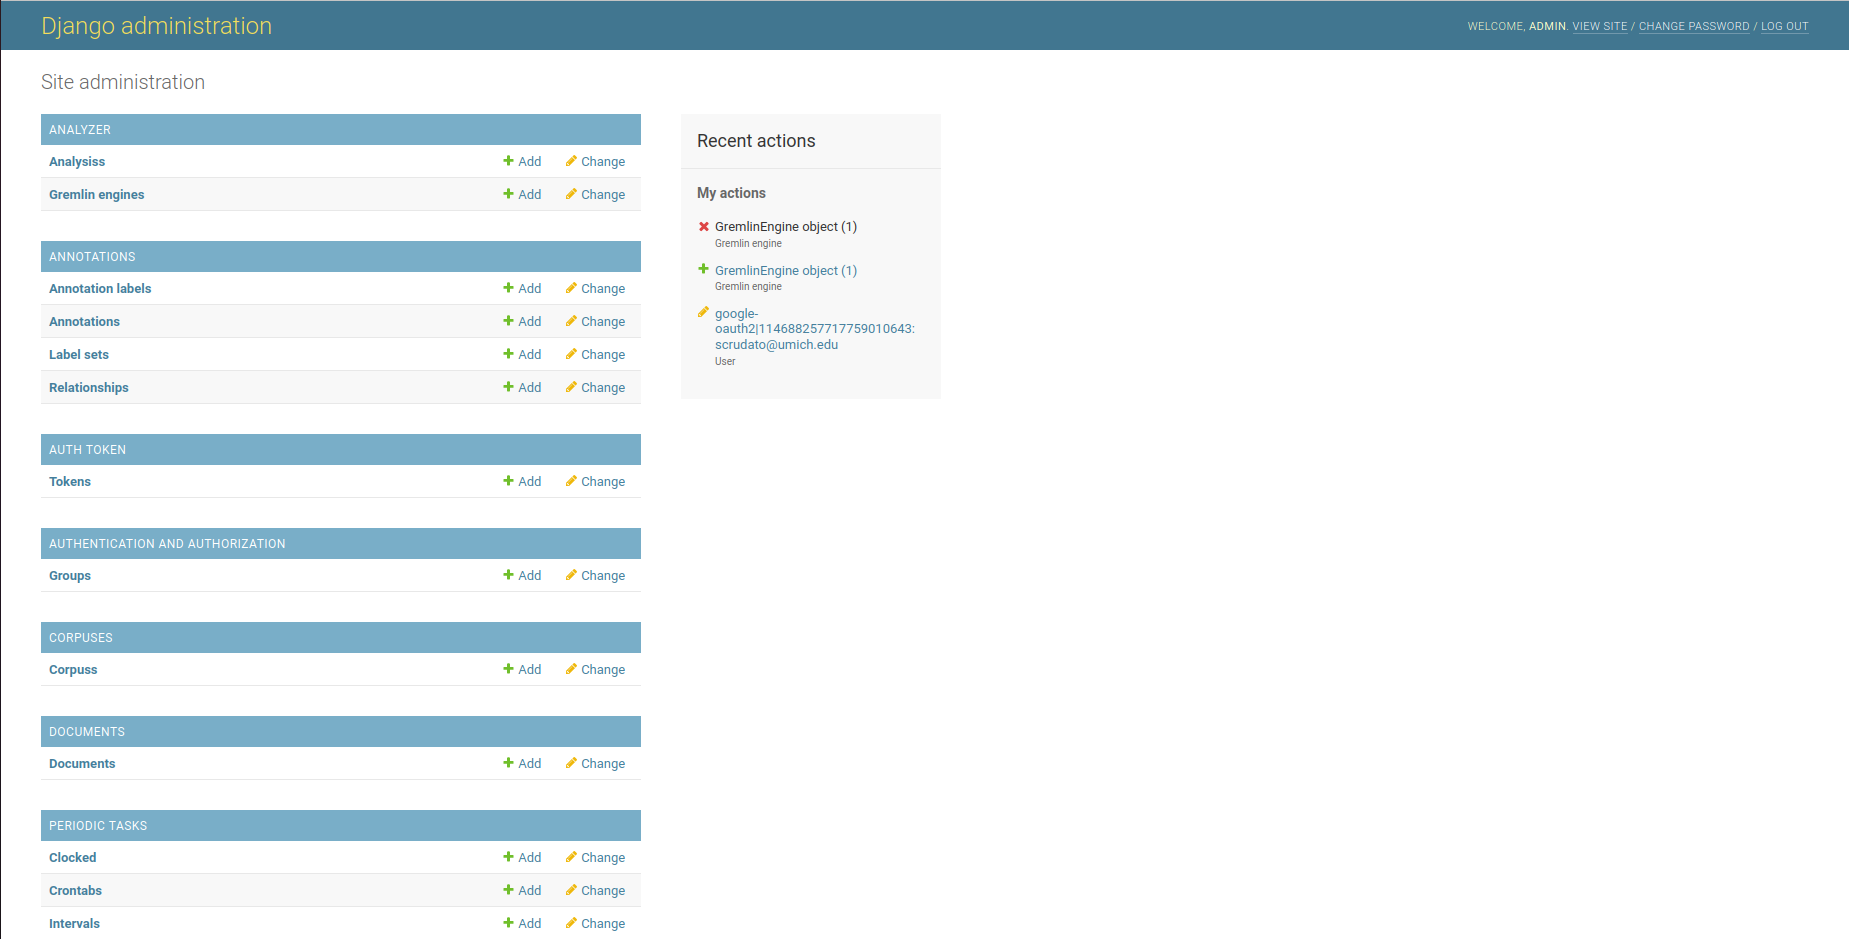 Django administration
WELCOME, ADMIN. VIEW SITE / CHANGE PASSWORD / LOG OUT
Site administration
ANALYZER
Analysiss Add Change
Gremlin engines Add Change
ANNOTATIONS
Annotation labels Add Change
Annotations Add Change
Label sets Add Change
Relationships Add Change
AUTH TOKEN
Tokens Add Change
AUTHENTICATION AND AUTHORIZATION
Groups Add Change
CORPUSES
Corpuss Add Change
DOCUMENTS
Documents Add Change
PERIODIC TASKS
Clocked Add Change
Crontabs Add Change
Intervals Add Change
Recent actions
My actions
GremlinEngine object (1)
Gremlin engine
GremlinEngine object (1)
Gremlin engine
google-
oauth2|114688257717759010643:
scrudato@umich.edu
User